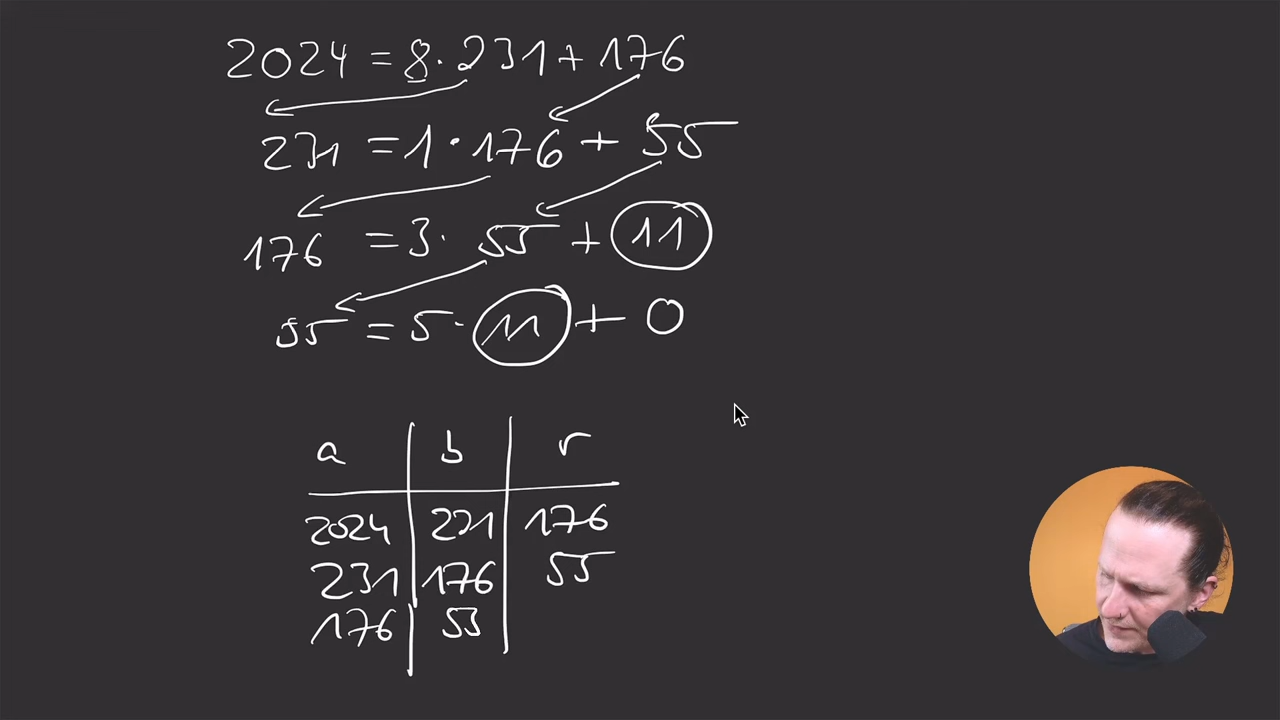 2024 = 8·231 + 176
231 = 1·176 + 55
176 = 3·55 + 11
55 = 5·11 + 0
a b r
2024 231 176
231 176 55
176 55